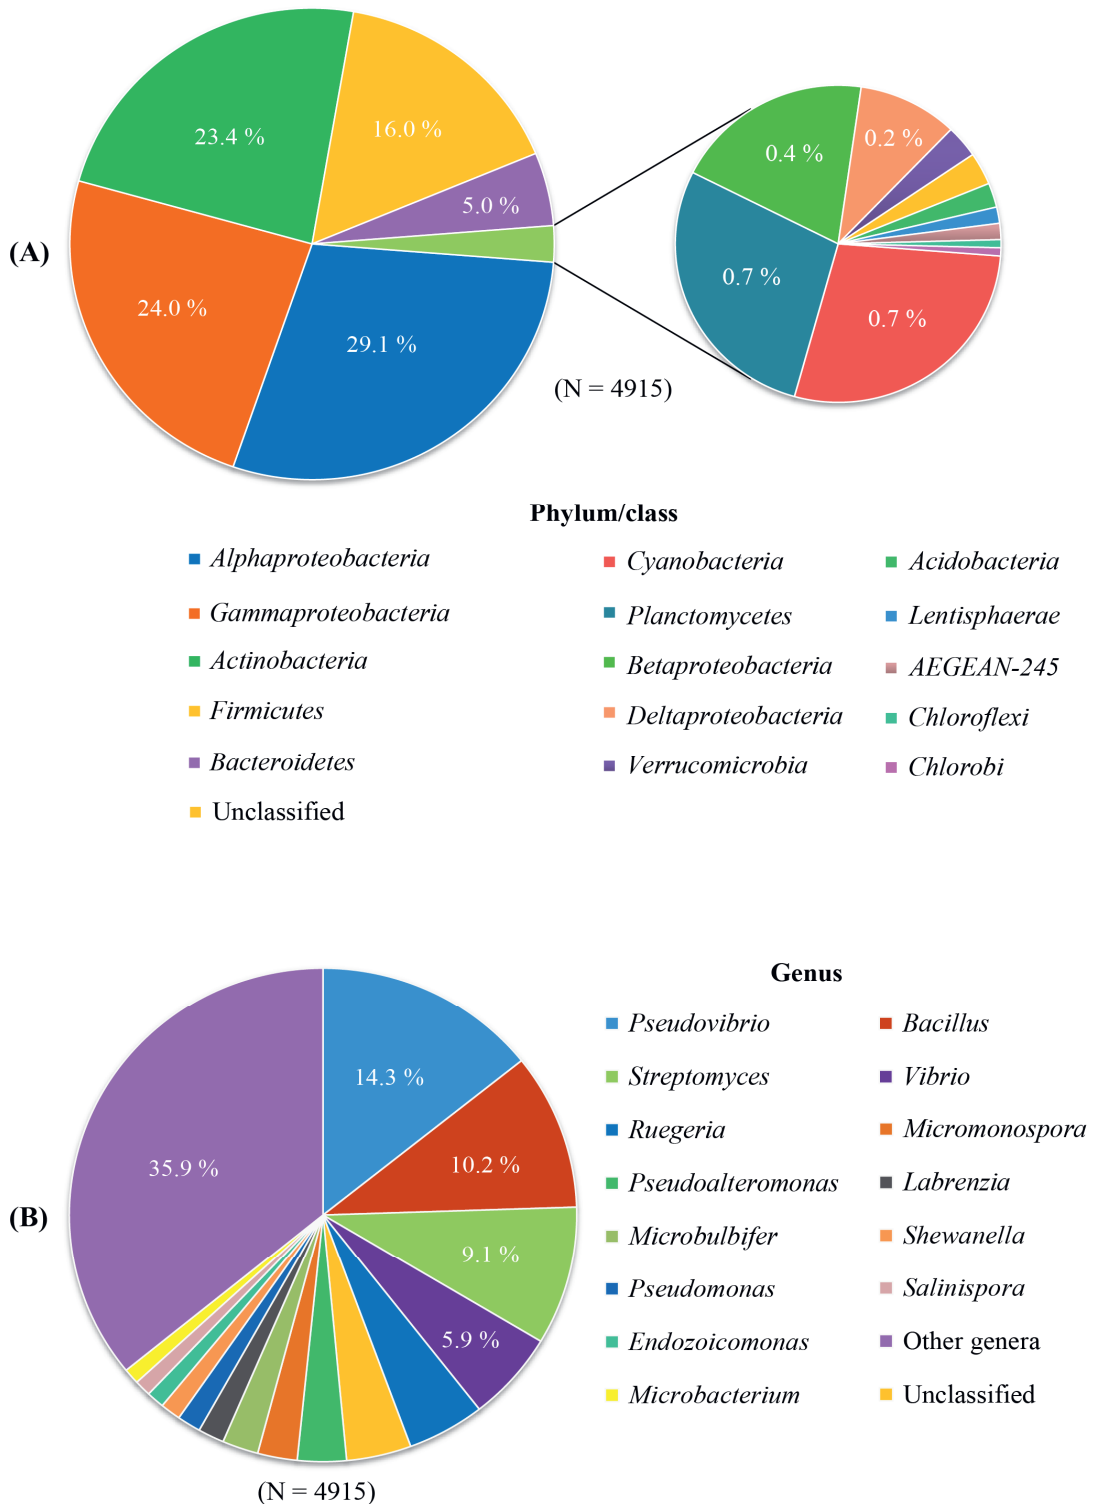 23.4 %
16.0 %
5.0 %
24.0 %
29.1 %
0.4 %
0.2 %
0.7 %
0.7 %
(A)
(N = 4915)
Phylum/class
Alphaproteobacteria
Gammaproteobacteria
Actinobacteria
Firmicutes
Bacteroidetes
Unclassified
Cyanobacteria
Planctomycetes
Betaproteobacteria
Deltaproteobacteria
Verrucomicrobia
Acidobacteria
Lentisphaerae
AEGEAN-245
Chloroflexi
Chlorobi
(B)
14.3 %
10.2 %
9.1 %
5.9 %
35.9 %
(N = 4915)
Genus
Pseudovibrio
Streptomyces
Ruegeria
Pseudoalteromonas
Microbulbifer
Pseudomonas
Endozoicomonas
Microbacterium
Bacillus
Vibrio
Micromonospora
Labrenzia
Shewanella
Salinispora
Other genera
Unclassified